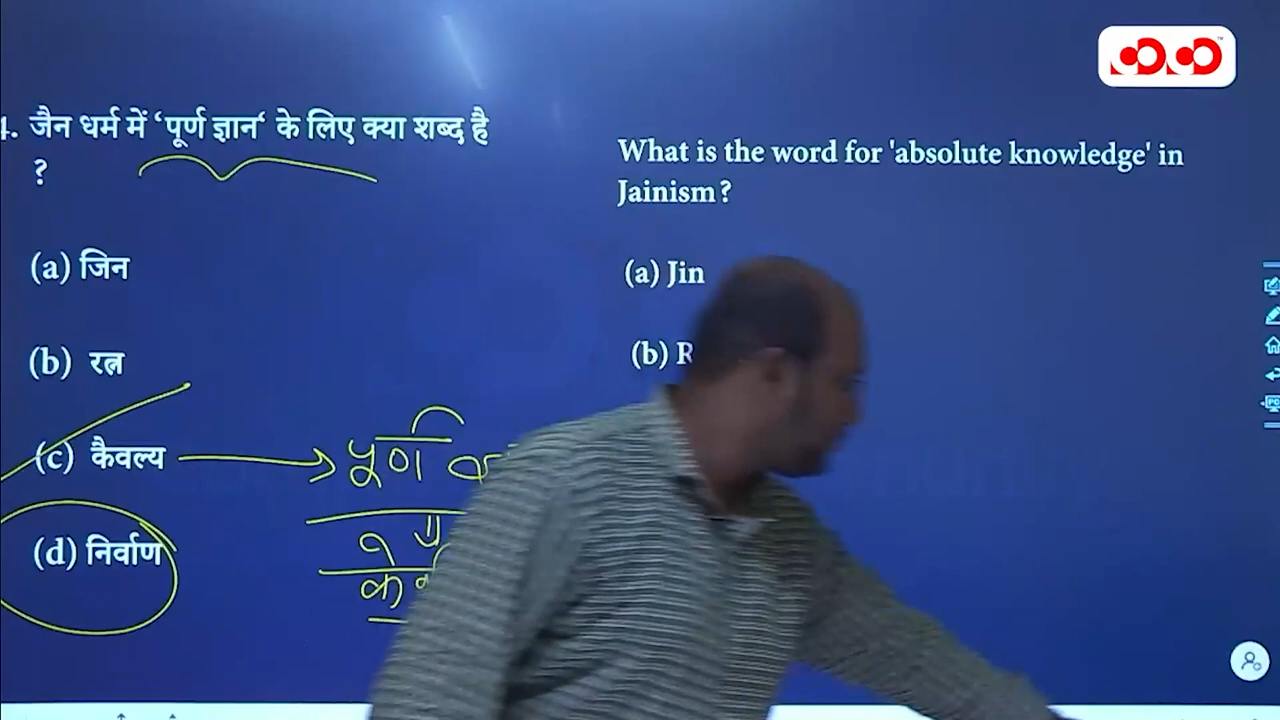 4. जैन धर्म में ‘पूर्ण ज्ञान‘ के लिए क्या शब्द है
?
(a) जिन
(b) रत्न
(c) कैवल्य
(d) निर्वाण
पूर्ण
What is the word for 'absolute knowledge' in
Jainism?
(a) Jin
(b) R